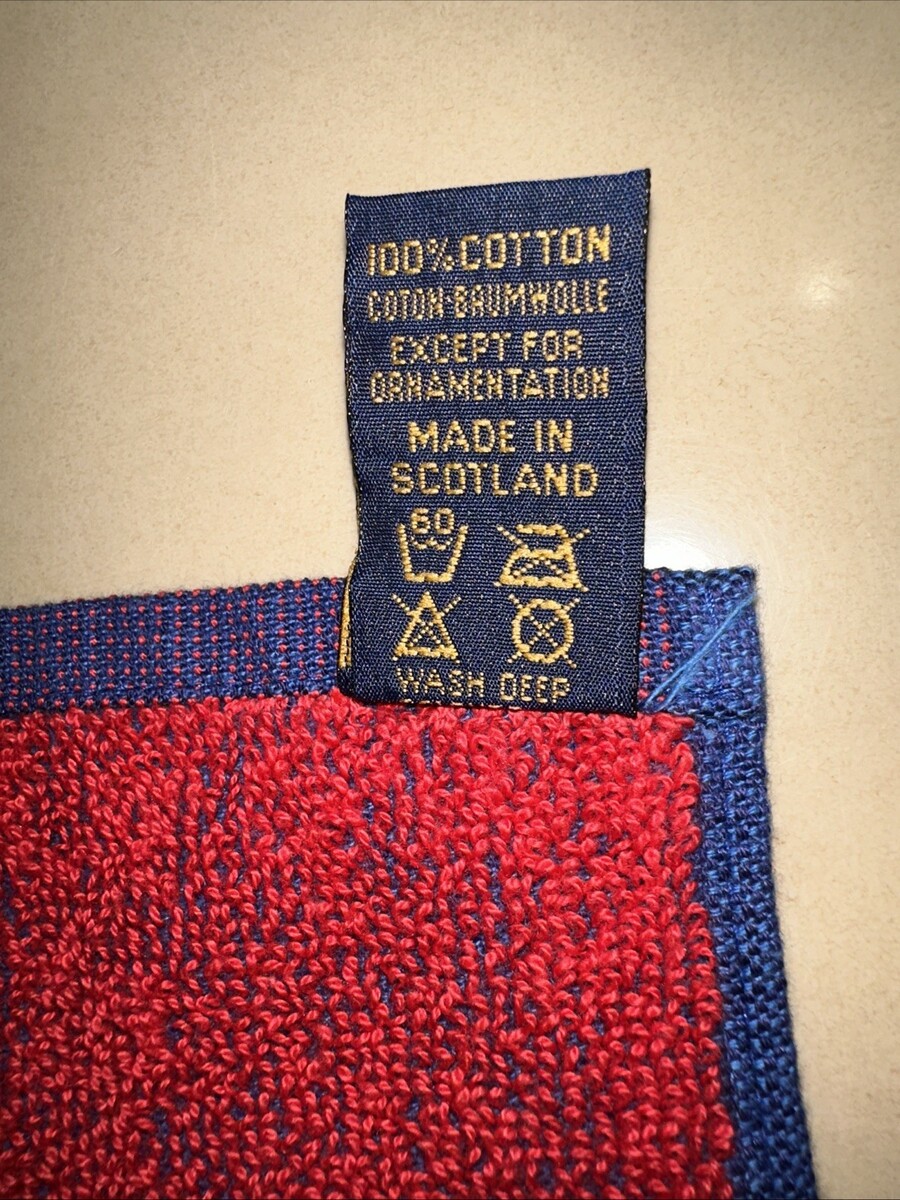 100% COTTON
COTON·BAUMWOLLE
EXCEPT FOR
ORNAMENTATION
MADE IN
SCOTLAND
60
WASH DEEP